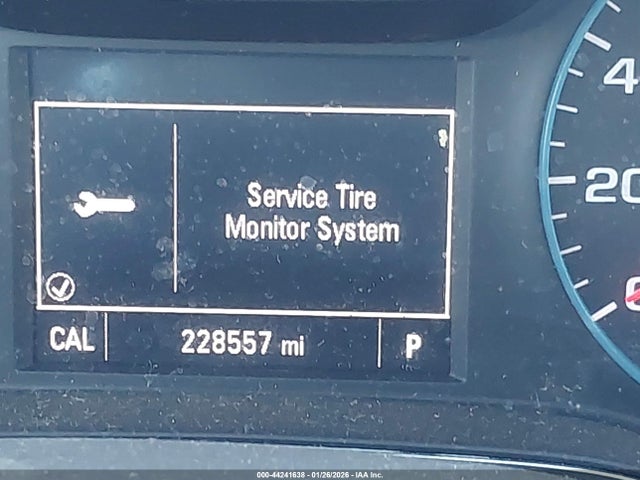 4
Service Tire
Monitor System
20
CAL 228557 mi P
000-44241638 - 01/26/2026 - IAA Inc.